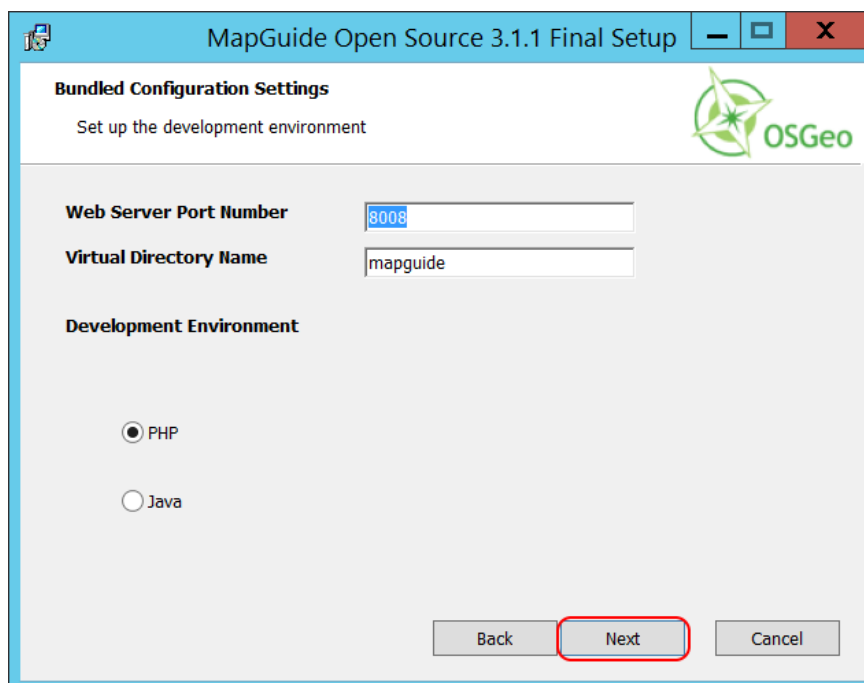 MapGuide Open Source 3.1.1 Final Setup
Bundled Configuration Settings
Set up the development environment
OSGeo
Web Server Port Number 8008
Virtual Directory Name mapguide
Development Environment
PHP
Java
Back Next Cancel